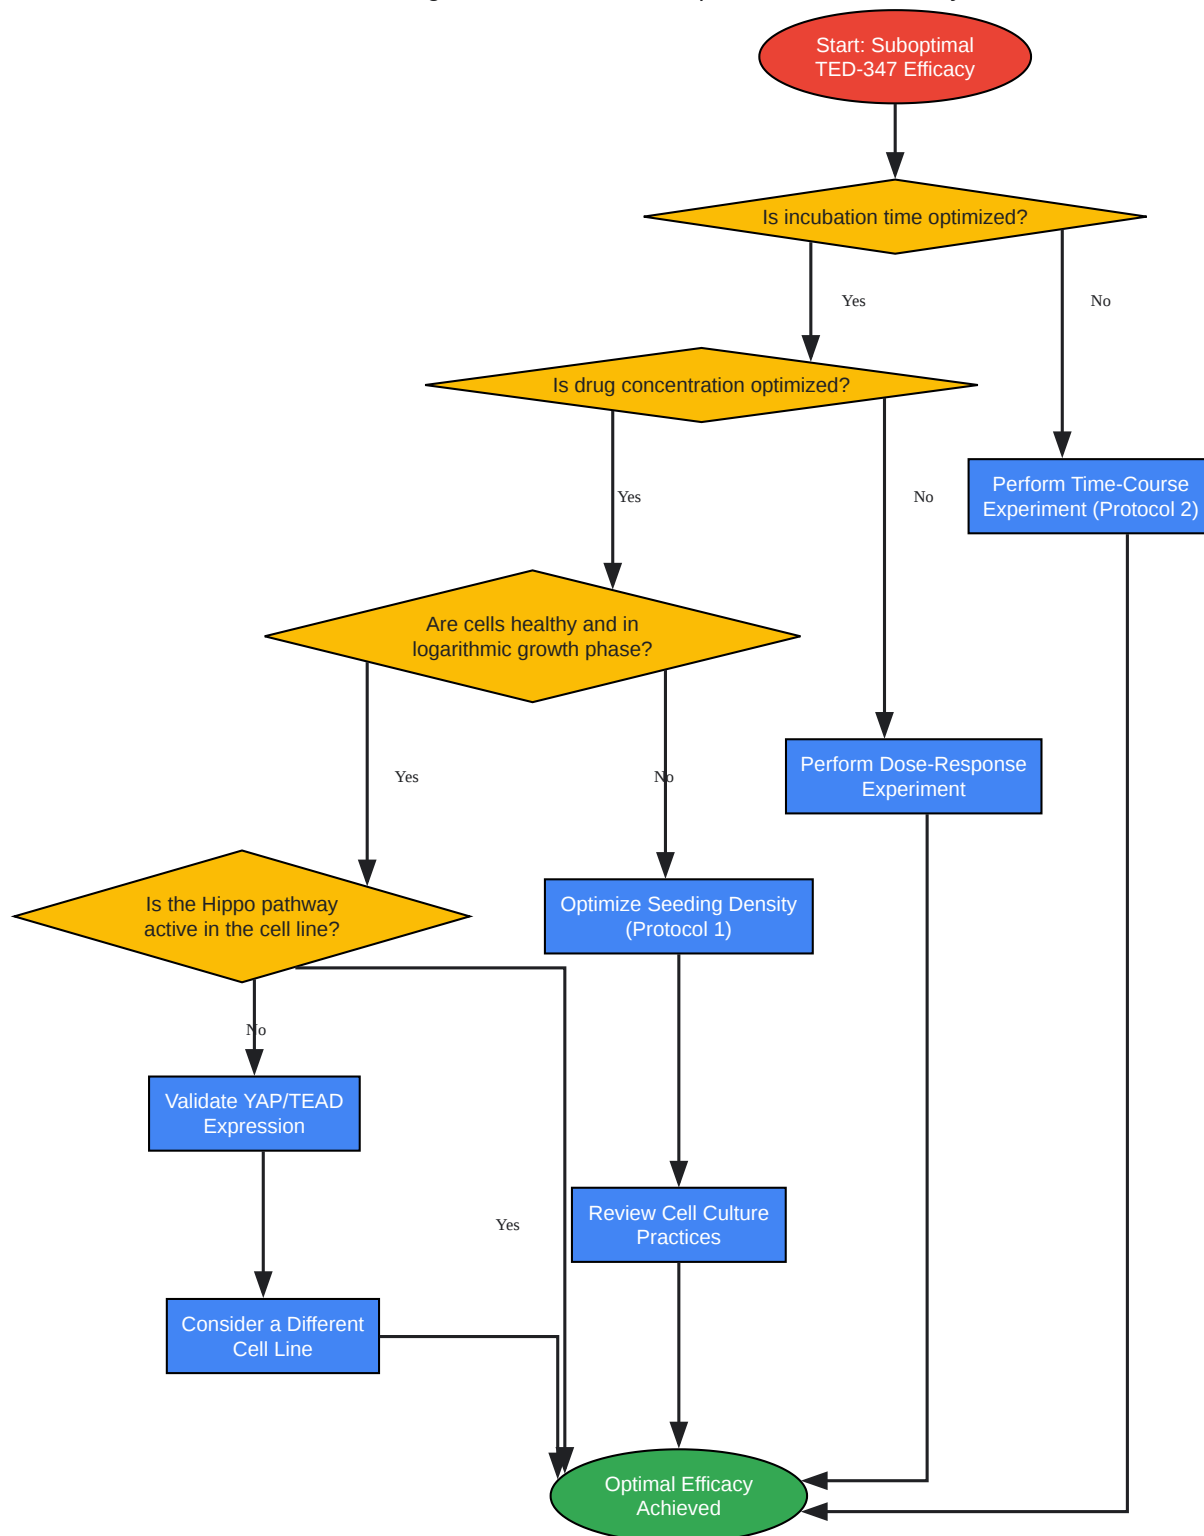 Start: Suboptimal
TED-347 Efficacy
Is incubation time optimized?
Yes
No
Is drug concentration optimized?
Perform Time-Course
Experiment (Protocol 2)
Yes
No
Are cells healthy and in
logarithmic growth phase?
Perform Dose-Response
Experiment
Yes
No
Is the Hippo pathway
active in the cell line?
Optimize Seeding Density
(Protocol 1)
No
Validate YAP/TEAD
Expression
Yes
Review Cell Culture
Practices
Consider a Different
Cell Line
Optimal Efficacy
Achieved